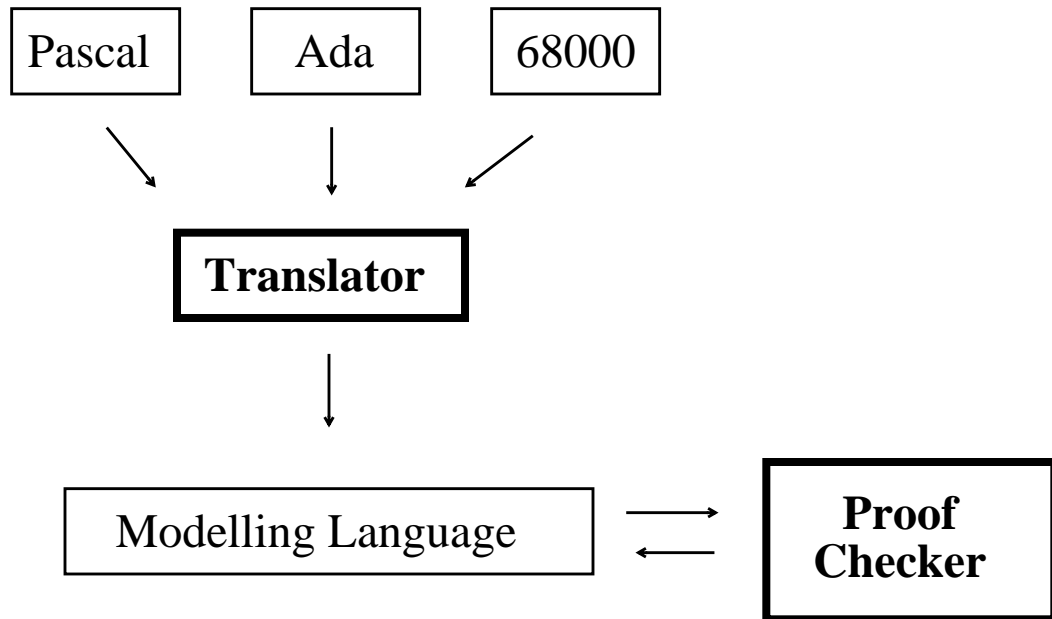 Pascal
Ada
68000
Translator
Modelling Language
Proof
Checker